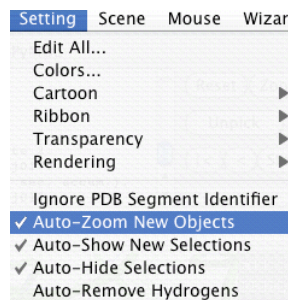 Setting Scene Mouse Wizar
Edit All...
Colors...
Cartoon
Ribbon
Transparency
Rendering
Ignore PDB Segment Identifier
✓ Auto-Zoom New Objects
✓ Auto-Show New Selections
✓ Auto-Hide Selections
Auto-Remove Hydrogens